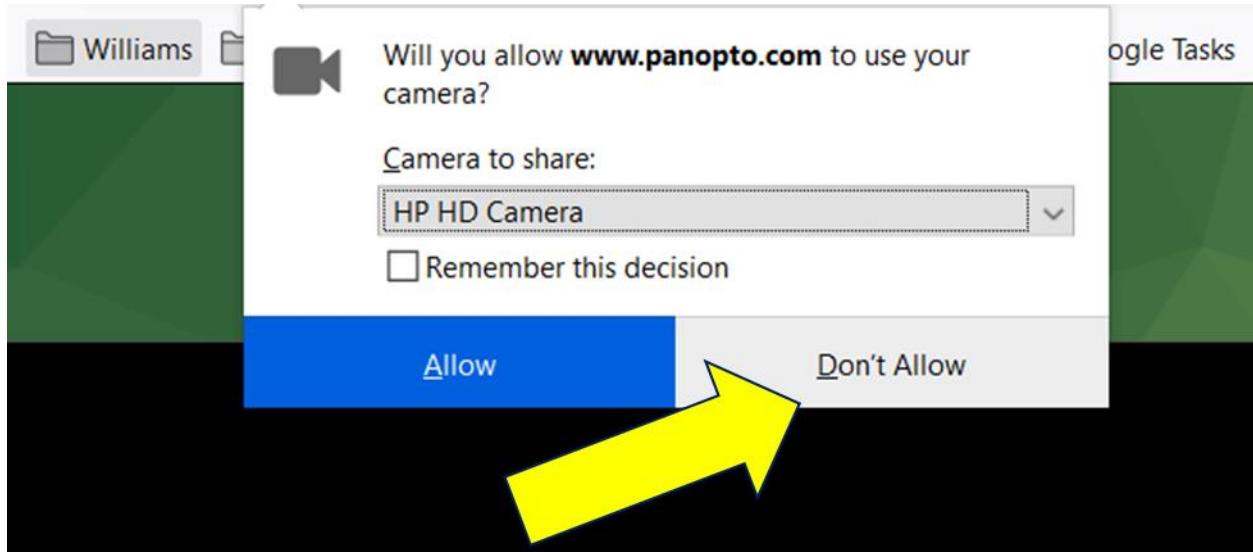 Williams
Will you allow www.panopto.com to use your
ogle Tasks
camera?
Camera to share:
HP HD Camera
Remember this decision
Allow
Don't Allow